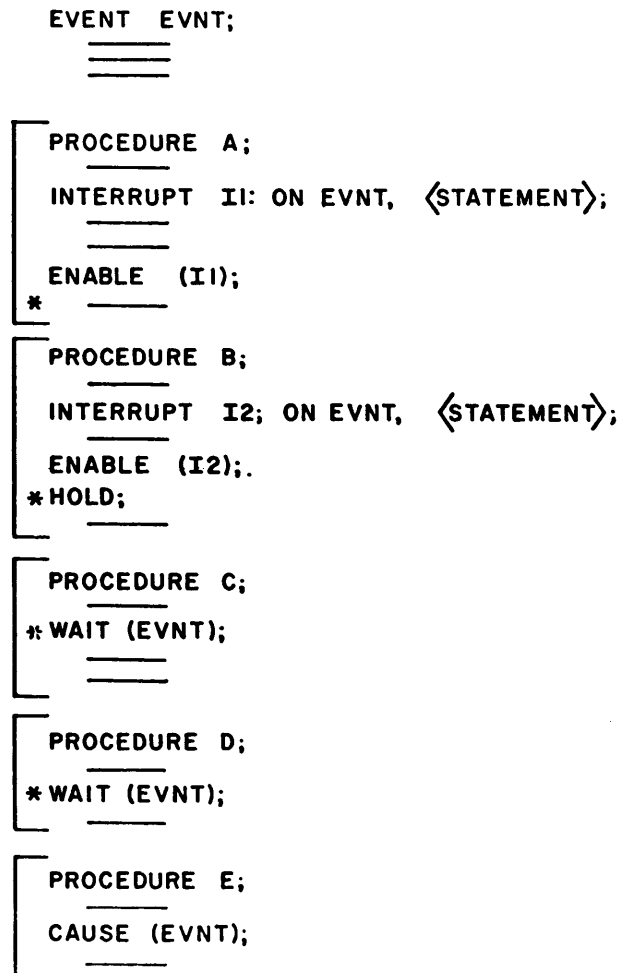 EVENT EVNT;
PROCEDURE A;
INTERRUPT I1: ON EVNT, ⟨STATEMENT⟩;
ENABLE (I1);
*
PROCEDURE B;
INTERRUPT I2; ON EVNT, ⟨STATEMENT⟩;
ENABLE (I2);.
* HOLD;
PROCEDURE C;
* WAIT (EVNT);
PROCEDURE D;
* WAIT (EVNT);
PROCEDURE E;
CAUSE (EVNT);